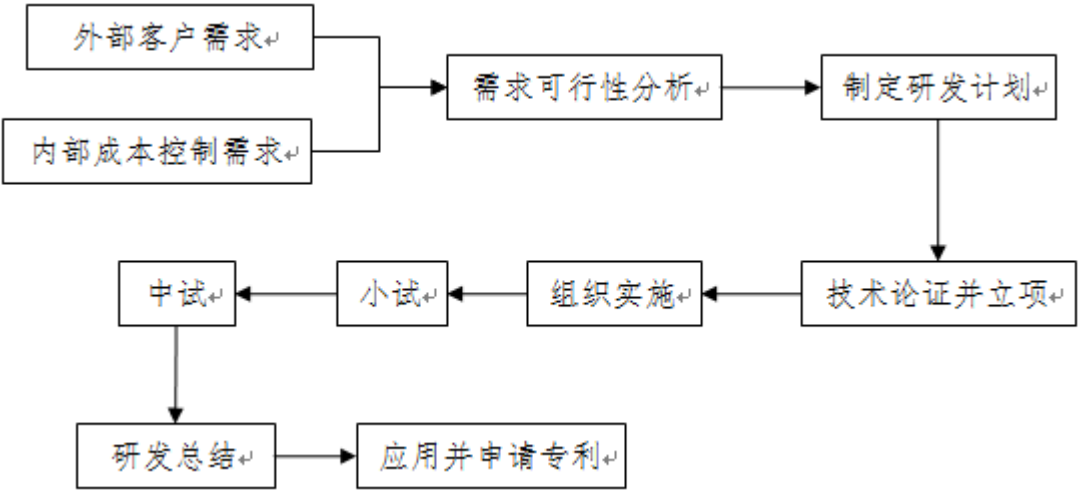 外部客户需求
需求可行性分析
制定研发计划
内部成本控制需求
中试
小试
组织实施
技术论证并立项
研发总结
应用并申请专利